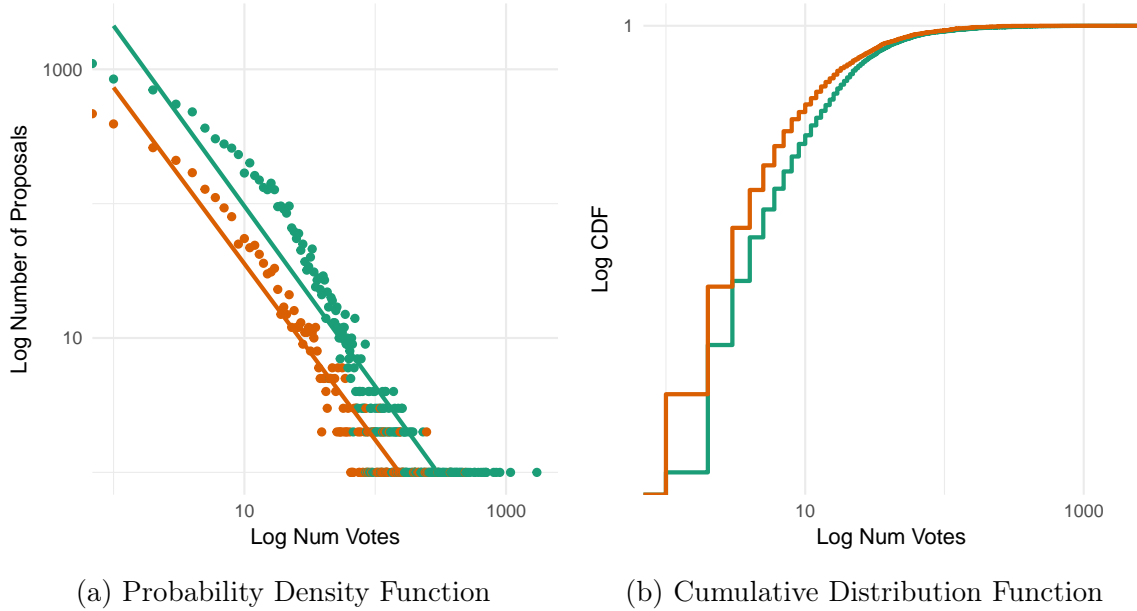 1000
10
10
1000
Log Number of Proposals
Log Num Votes
(a) Probability Density Function
1
10
1000
Log CDF
Log Num Votes
(b) Cumulative Distribution Function